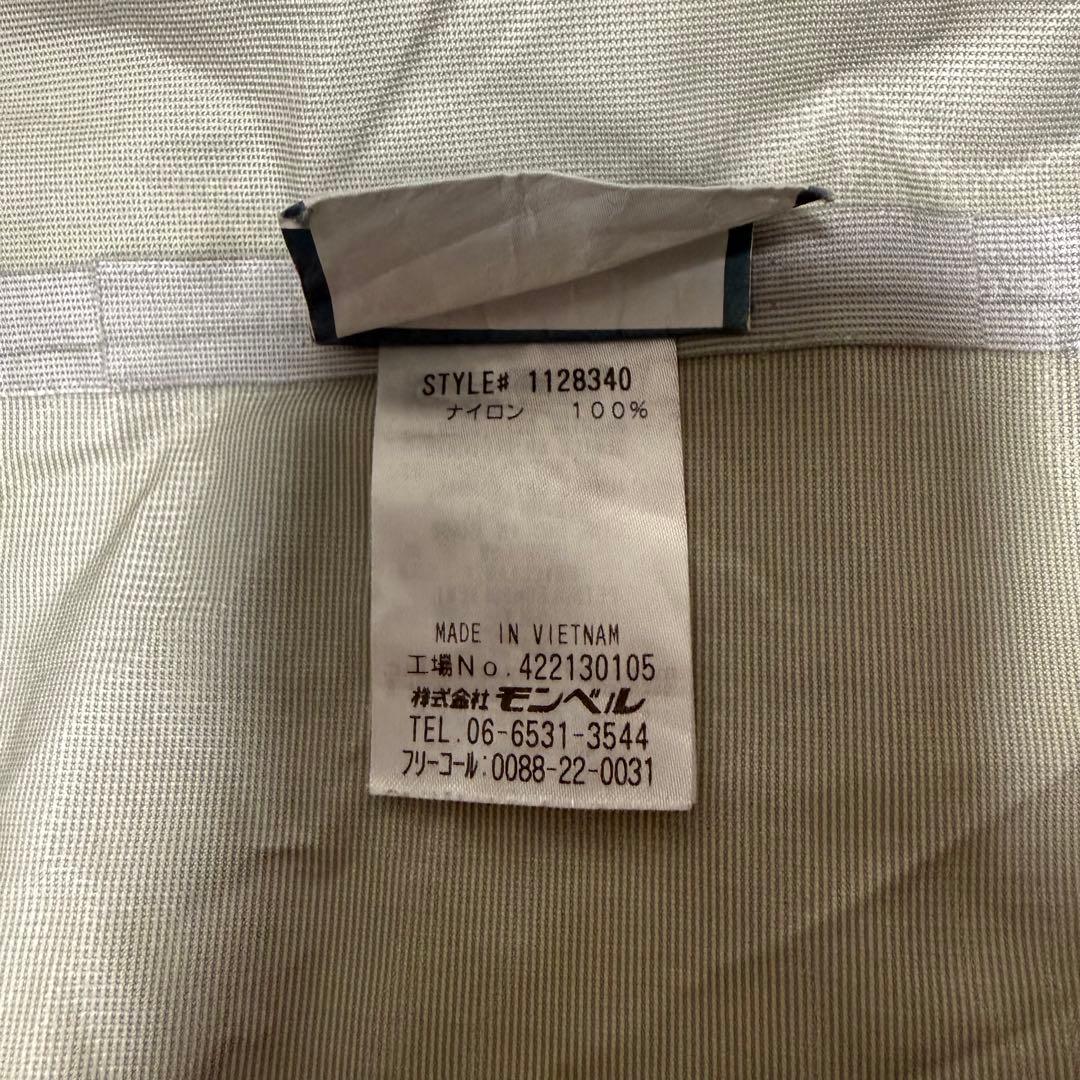 STYLE# 1128340
ナイロン 100%
MADE IN VIETNAM
工場No.422130105
株式会社 モンベル
TEL.06-6531-3544
フリーコール:0088-22-0031